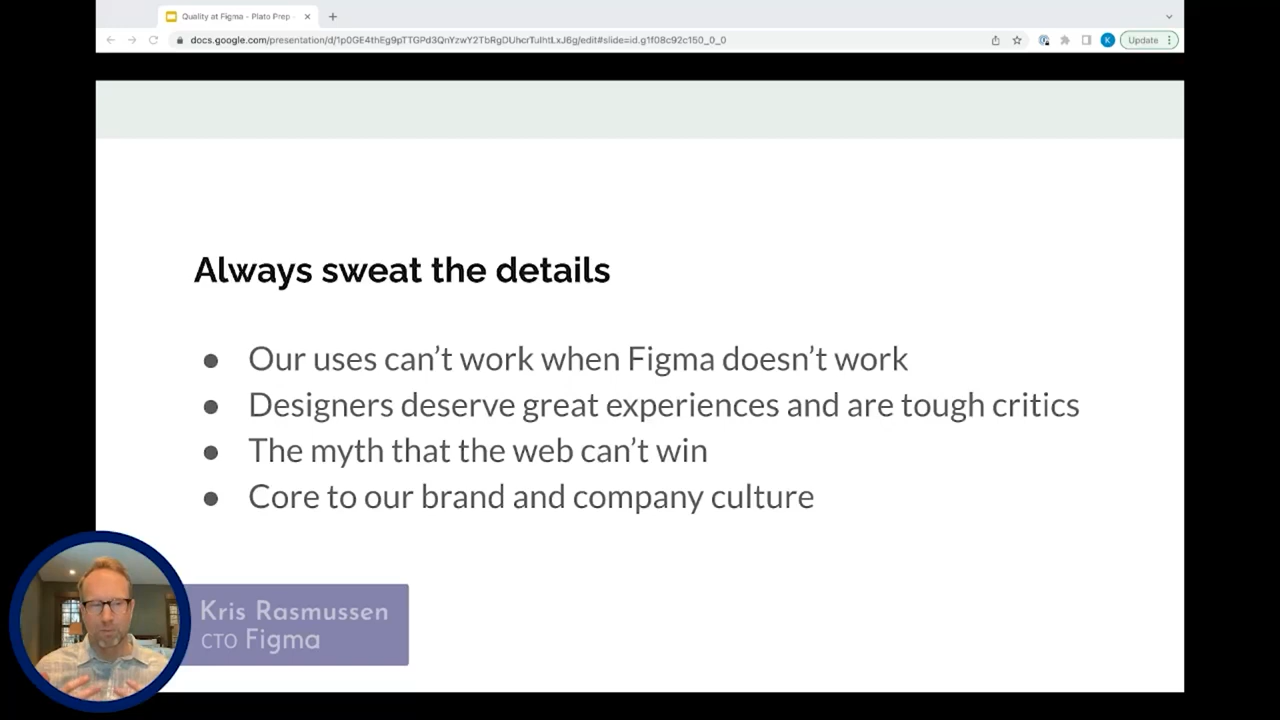 Quality at Figma - Plato Prep
docs.google.com/presentation/d/1p0GE4thEg9pTTGPd3QnYzwY2TbRgDUhcrTulhtLxJ6g/edit#slide=id.g1f08c92c150_0_0
K
Update
Always sweat the details
● Our uses can't work when Figma doesn't work
● Designers deserve great experiences and are tough critics
● The myth that the web can't win
● Core to our brand and company culture
Kris Rasmussen
CTO Figma